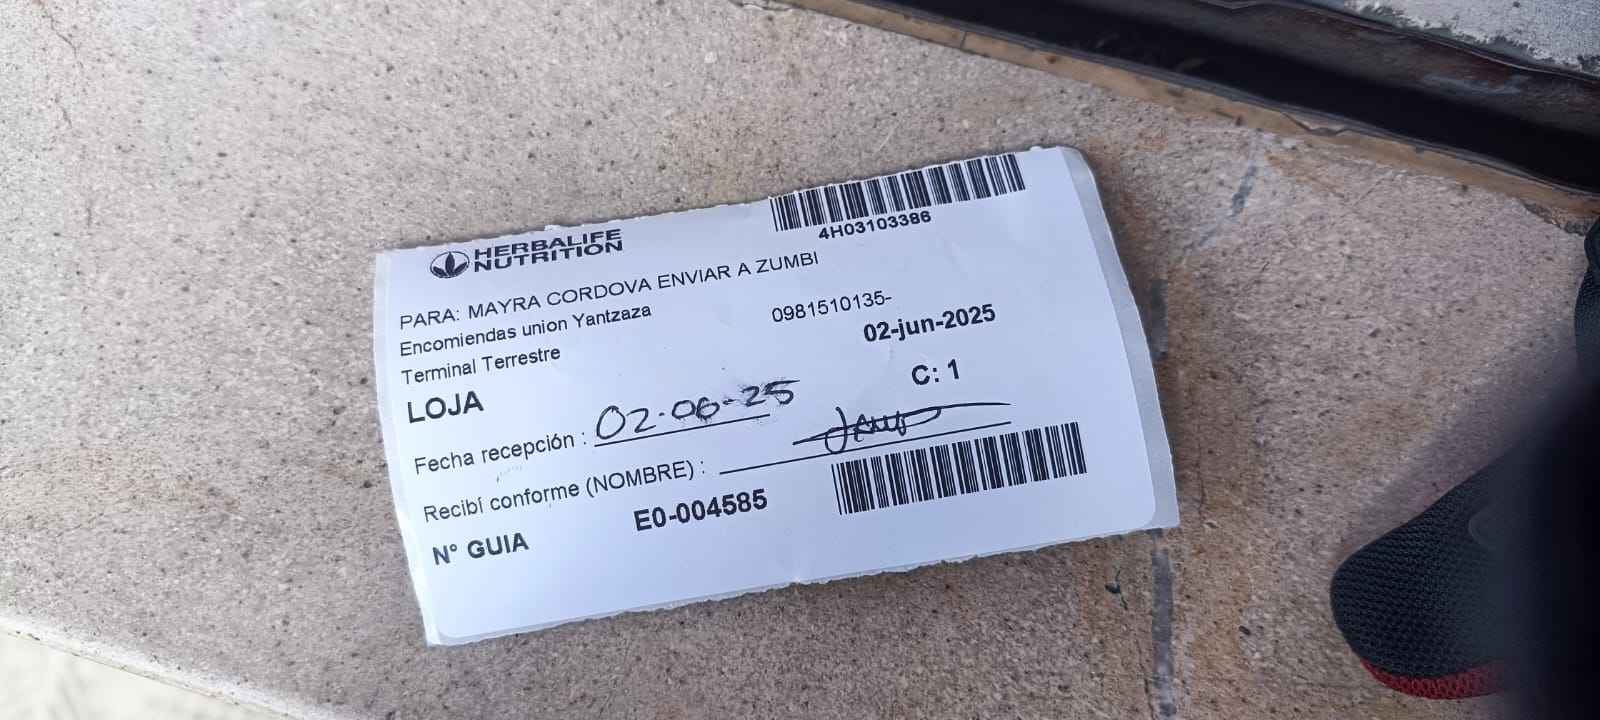 HERBALIFE
NUTRITION
4H03103386
PARA: MAYRA CORDOVA ENVIAR A ZUMBI
Encomiendas union Yantzaza 0981510135-
Terminal Terrestre 02-jun-2025
LOJA C: 1
Fecha recepción : 02-06-25
Recibí conforme (NOMBRE) :
N° GUIA E0-004585